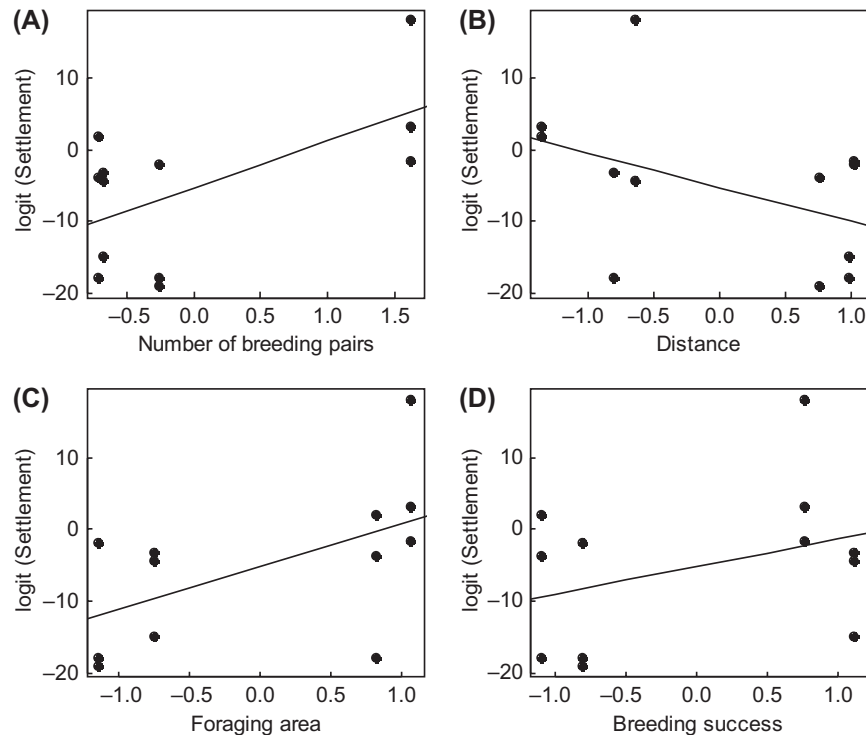 (A)
logit (Settlement)
10
0
–10
–20
–0.5 0.0 0.5 1.0 1.5
Number of breeding pairs
(B)
logit (Settlement)
10
0
–10
–20
–1.0 –0.5 0.0 0.5 1.0
Distance
(C)
logit (Settlement)
10
0
–10
–20
–1.0 –0.5 0.0 0.5 1.0
Foraging area
(D)
logit (Settlement)
10
0
–10
–20
–1.0 –0.5 0.0 0.5 1.0
Breeding success